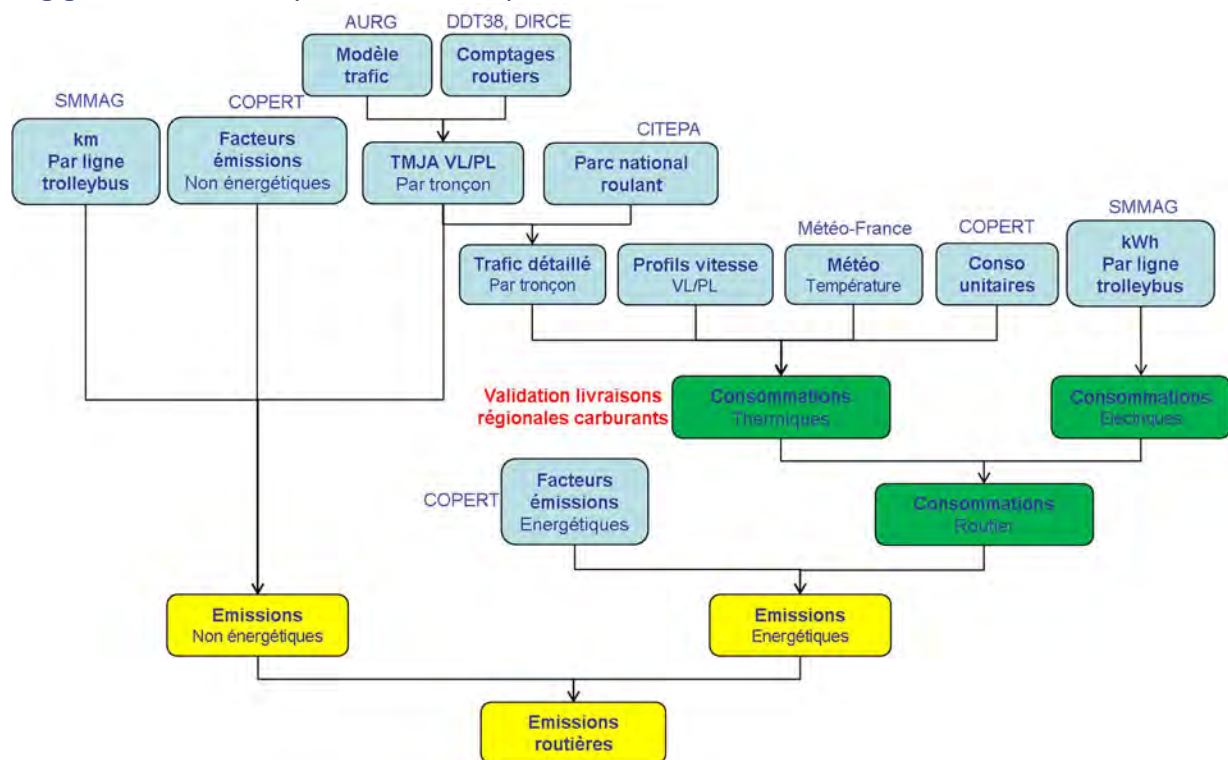 AURG
DDT38, DIRCE
Modèle
trafic
Comptages
routiers
SMMAG
COPERT
CITEPA
km
Par ligne
trolleybus
Facteurs
émissions
Non énergétiques
TMJA VL/PL
Par tronçon
Parc national
roulant
Météo-France
COPERT
SMMAG
Trafic détaillé
Par tronçon
Profils vitesse
VL/PL
Météo
Température
Conso
unitaires
kWh
Par ligne
trolleybus
Validation livraisons
régionales carburants
Consommations
Thermiques
Consommations
Electriques
COPERT
Facteurs
émissions
Energétiques
Consommations
Routier
Emissions
Non énergétiques
Emissions
Energétiques
Emissions
routières